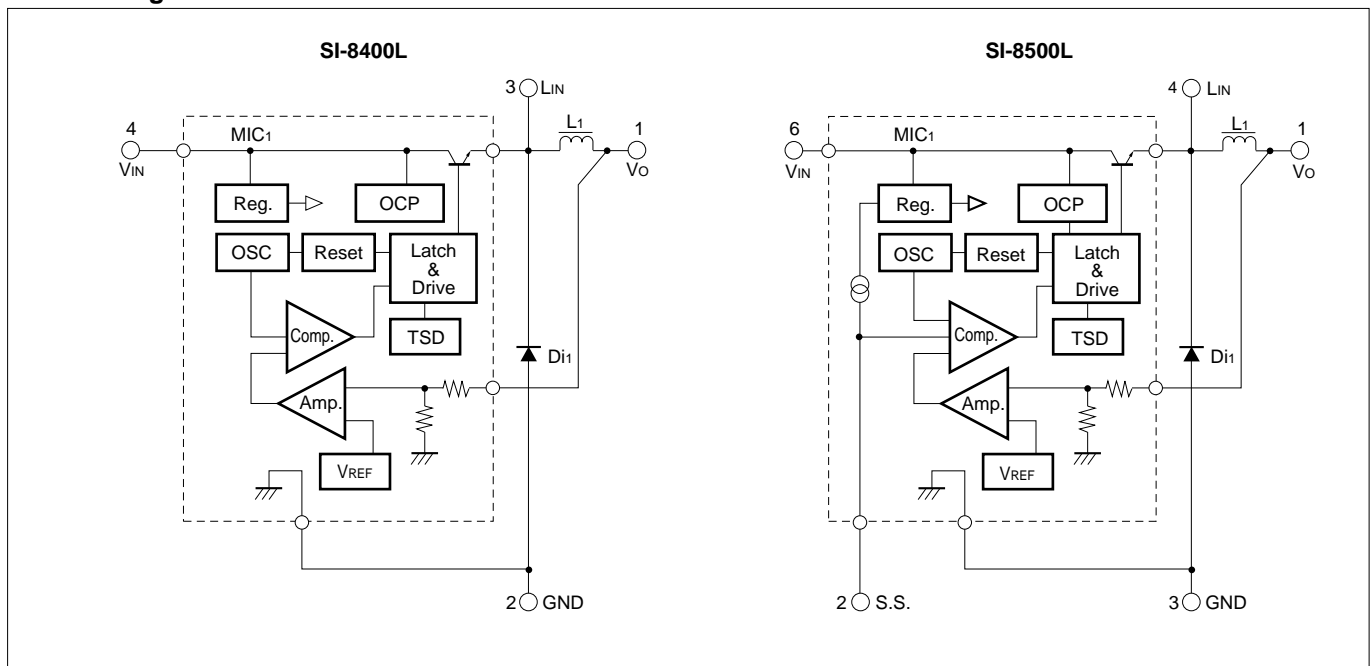 SI-8400L
3 LIN
L1
4
VIN
MIC1
1
VO
Reg.
OCP
OSC
Reset
Latch
&
Drive
Comp.
TSD
Di1
Amp.
VREF
2 GND
SI-8500L
4 LIN
L1
6
VIN
MIC1
1
VO
Reg.
OCP
OSC
Reset
Latch
&
Drive
Comp.
TSD
Di1
Amp.
VREF
2 S.S.
3 GND